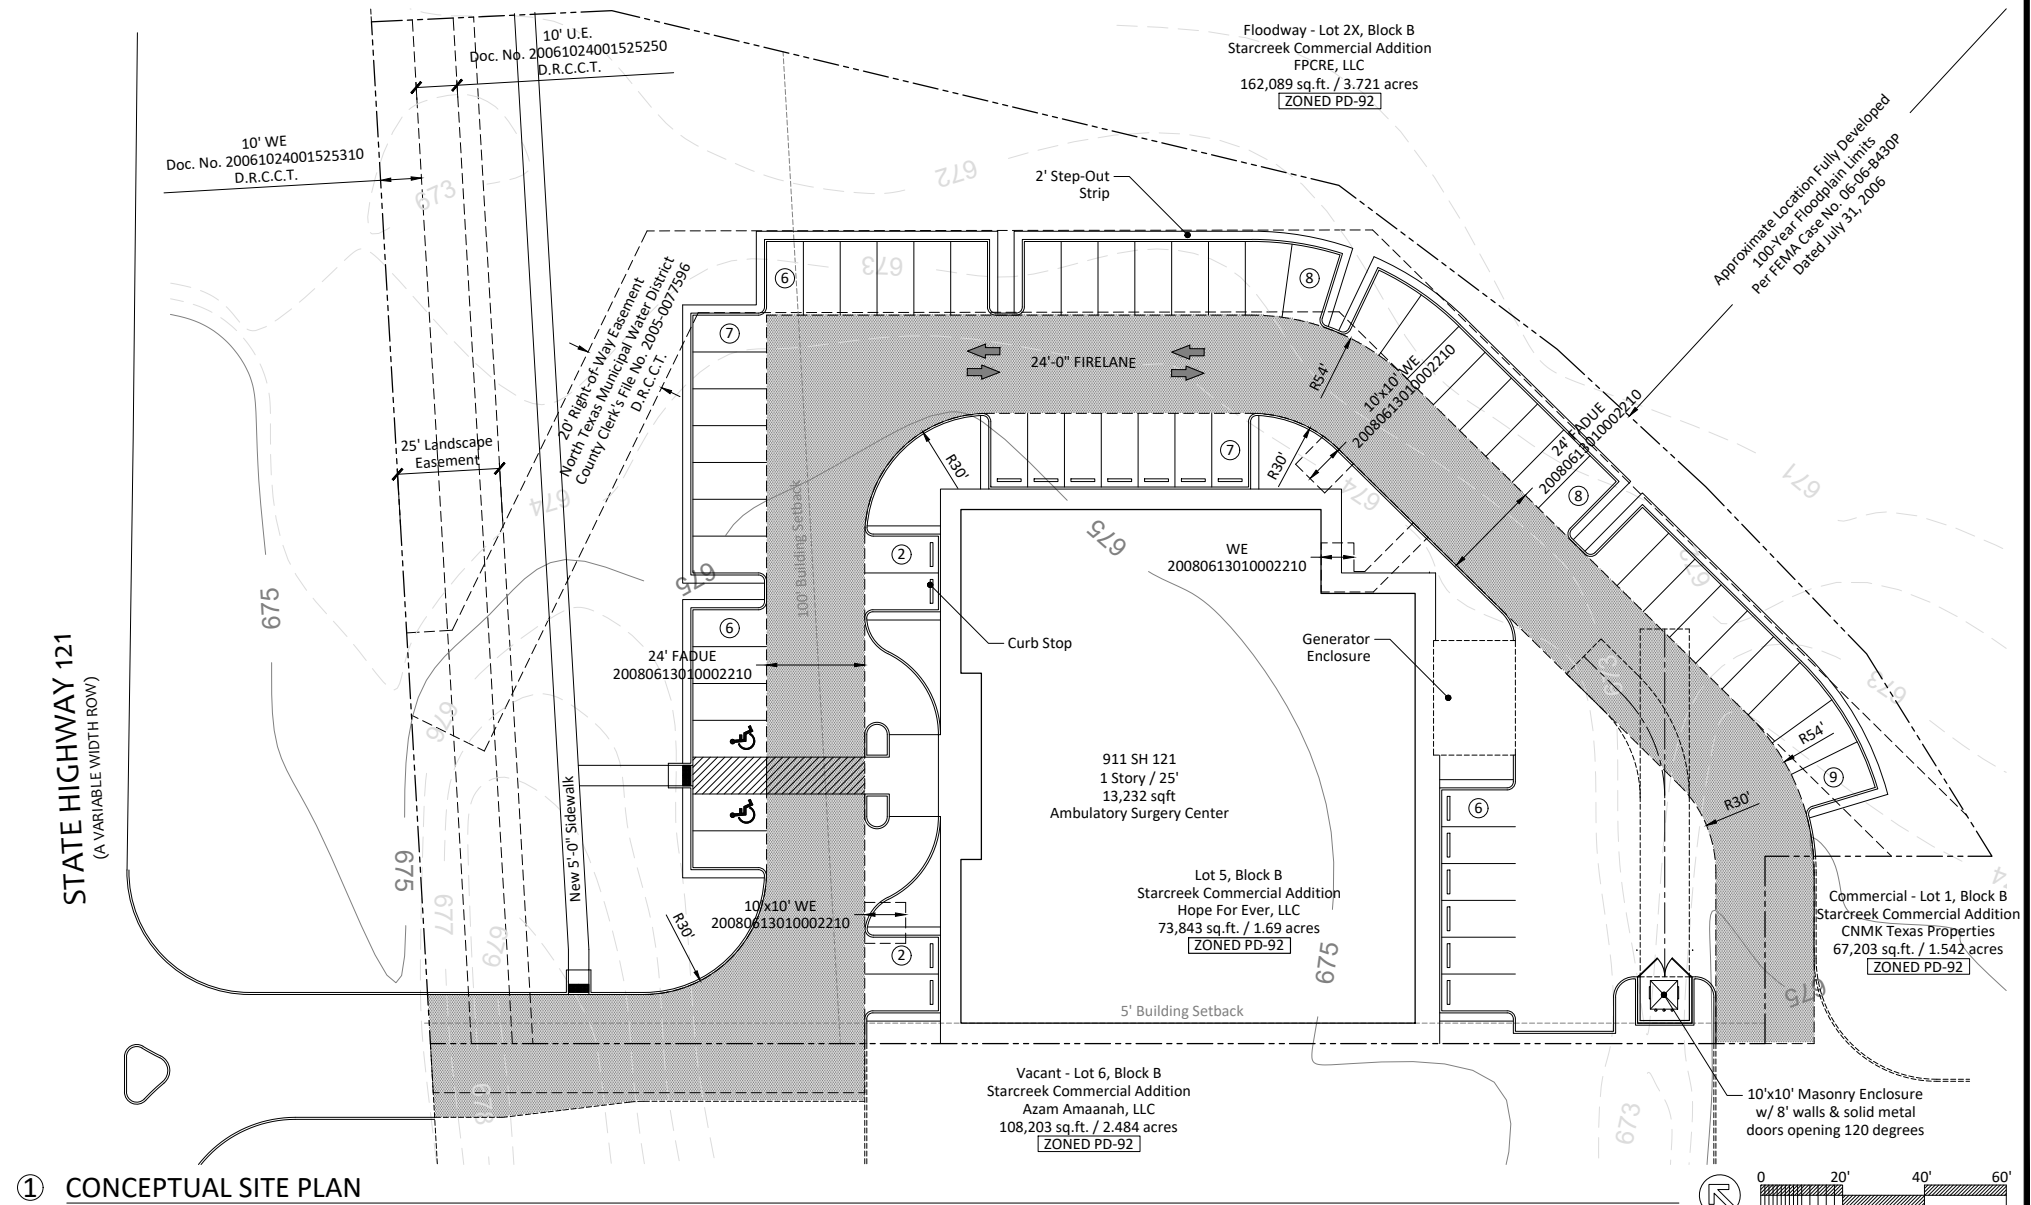 10' U.E.
Doc. No. 20061024001525250
D.R.C.C.T.
10' WE
Doc. No. 20061024001525310
D.R.C.C.T.
Floodway - Lot 2X, Block B
Starcreek Commercial Addition
FPCRE, LLC
162,089 sq.ft. / 3.721 acres
ZONED PD-92
Approximate Location Fully Developed
100-Year Floodplain Limits
Per FEMA Case No. 06-06-B430P
Dated July 31, 2006
2' Step-Out
Strip
673
672
673
20' Right-of-Way Easement
North Texas Municipal Water District
County Clerk's File No. 2005-0077596
D.R.C.C.T.
6
8
7
24'-0" FIRELANE
R54'
10'x10' WE
20080613010002210
24' FADUE
20080613010002210
25' Landscape
Easement
R30'
7
R30'
8
671
674
674
100' Building Setback
675
2
WE
20080613010002210
675
675
673
672
6
Curb Stop
Generator
Enclosure
24' FADUE
20080613010002210
673
STATE HIGHWAY 121
(A VARIABLE WIDTH ROW)
676
R54'
9
New 5'-0" Sidewalk
911 SH 121
1 Story / 25'
13,232 sqft
Ambulatory Surgery Center
6
R30'
675
677
679
10'x10' WE
20080613010002210
R30'
Lot 5, Block B
Starcreek Commercial Addition
Hope For Ever, LLC
73,843 sq.ft. / 1.69 acres
ZONED PD-92
675
2
Commercial - Lot 1, Block B
Starcreek Commercial Addition
CNMK Texas Properties
67,203 sq.ft. / 1.542 acres
ZONED PD-92
675
5' Building Setback
Vacant - Lot 6, Block B
Starcreek Commercial Addition
Azam Amaanah, LLC
108,203 sq.ft. / 2.484 acres
ZONED PD-92
10'x10' Masonry Enclosure
w/ 8' walls & solid metal
doors opening 120 degrees
673
1 CONCEPTUAL SITE PLAN
0 20' 40' 60'